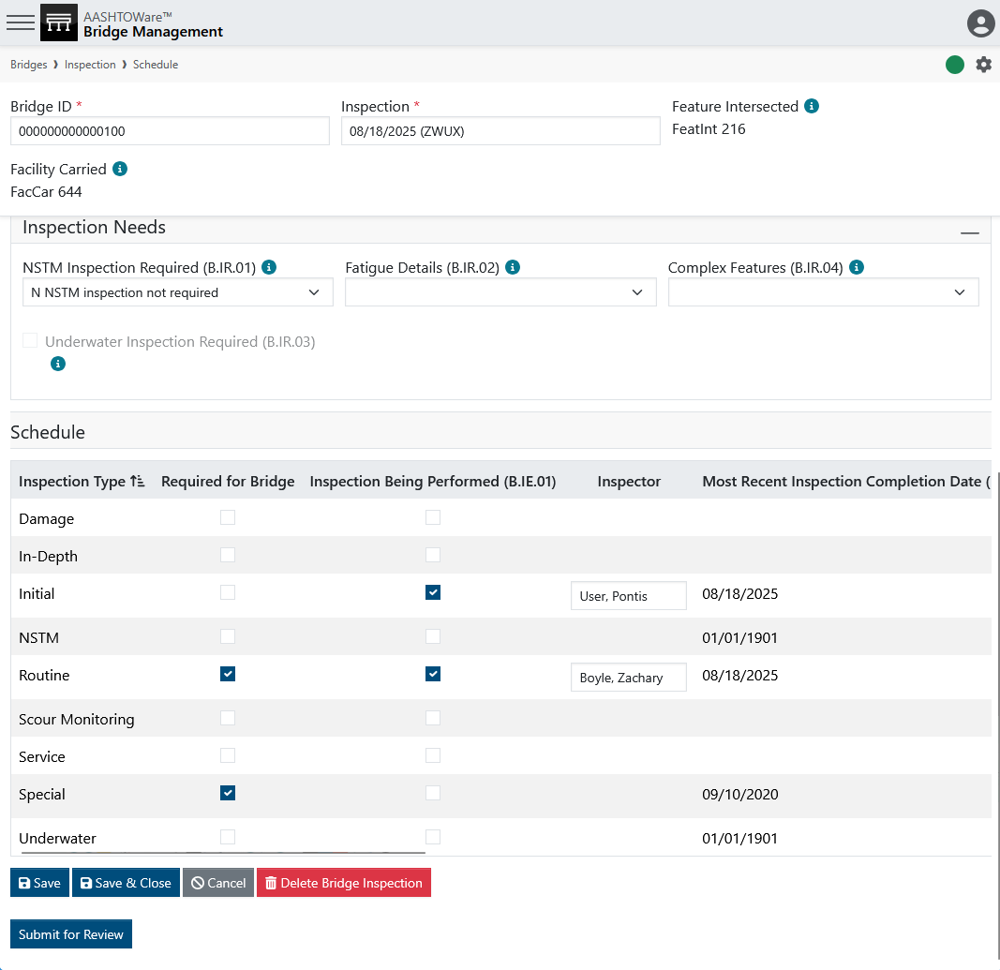 AASHTOWare™
Bridge Management
Bridges ❯ Inspection ❯ Schedule
Bridge ID * Inspection * Feature Intersected
000000000000100 08/18/2025 (ZWUX) FeatInt 216
Facility Carried
FacCar 644
Inspection Needs
NSTM Inspection Required (B.IR.01) Fatigue Details (B.IR.02) Complex Features (B.IR.04)
N NSTM inspection not required
Underwater Inspection Required (B.IR.03)
Schedule
Inspection Type Required for Bridge Inspection Being Performed (B.IE.01) Inspector Most Recent Inspection Completion Date (
Damage
In-Depth
Initial User, Pontis 08/18/2025
NSTM 01/01/1901
Routine Boyle, Zachary 08/18/2025
Scour Monitoring
Service
Special 09/10/2020
Underwater 01/01/1901
Save Save & Close Cancel Delete Bridge Inspection
Submit for Review